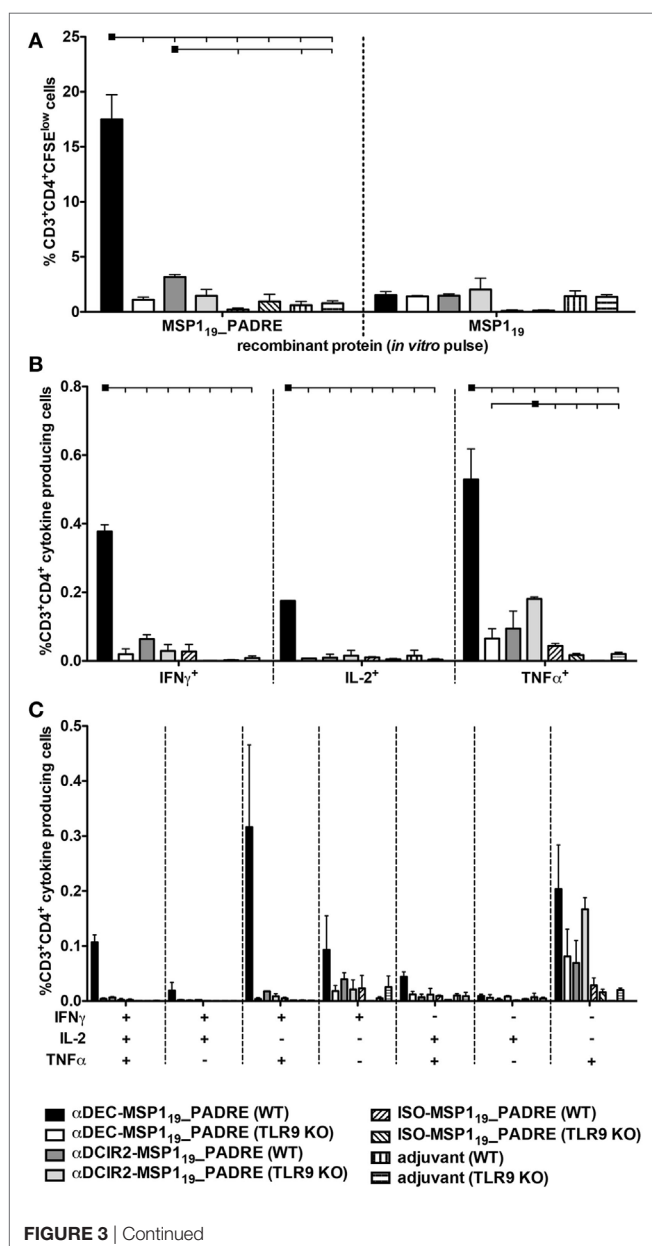 A
25
20
15
10
5
0
% CD3⁺CD4⁺CFSEˡᵒʷ cells
MSP1₁₉_PADRE MSP1₁₉
recombinant protein (in vitro pulse)
B
0.8
0.6
0.4
0.2
0.0
%CD3⁺CD4⁺ cytokine producing cells
IFNγ⁺ IL-2⁺ TNFα⁺
C
0.5
0.4
0.3
0.2
0.1
0.0
%CD3⁺CD4⁺ cytokine producing cells
IFNγ + + + + - - -
IL-2 + + - - + + -
TNFα + - + - + - +
αDEC-MSP1₁₉_PADRE (WT)
αDEC-MSP1₁₉_PADRE (TLR9 KO)
αDCIR2-MSP1₁₉_PADRE (WT)
αDCIR2-MSP1₁₉_PADRE (TLR9 KO)
ISO-MSP1₁₉_PADRE (WT)
ISO-MSP1₁₉_PADRE (TLR9 KO)
adjuvant (WT)
adjuvant (TLR9 KO)
FIGURE 3 | Continued